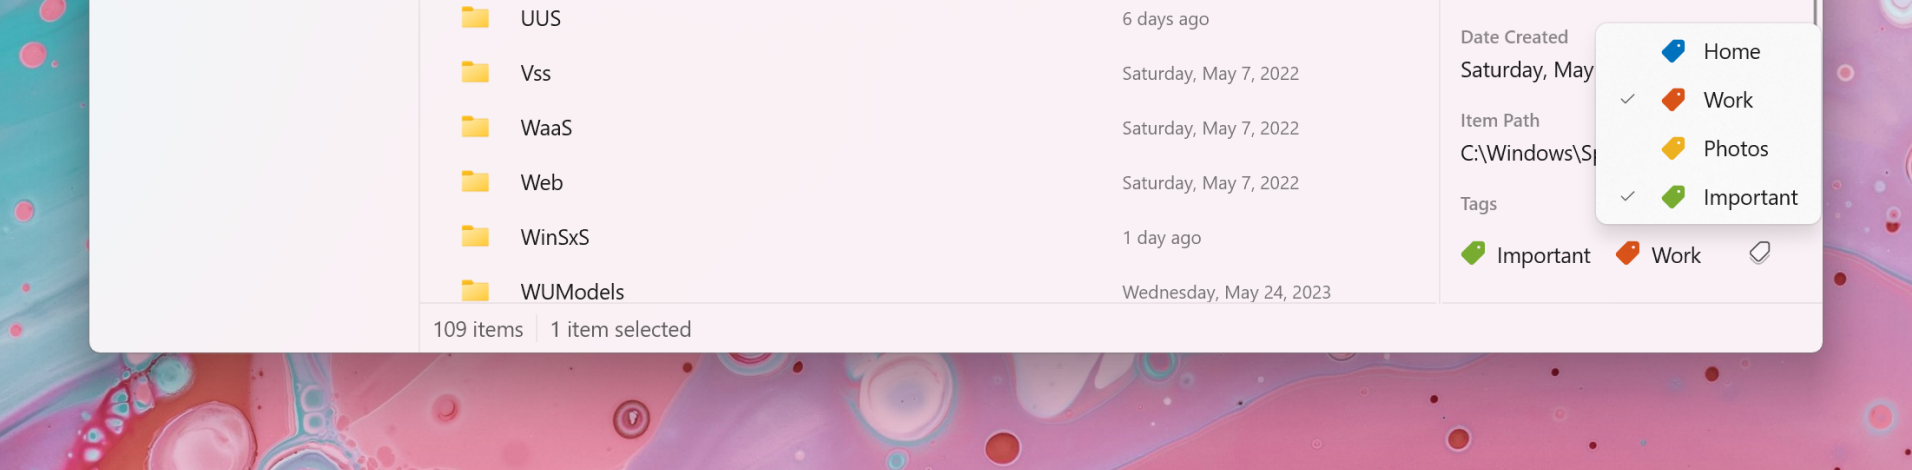 UUS 6 days ago
Vss Saturday, May 7, 2022
WaaS Saturday, May 7, 2022
Web Saturday, May 7, 2022
WinSxS 1 day ago
WUModels Wednesday, May 24, 2023
109 items 1 item selected
Date Created
Saturday, May
Item Path
C:\Windows\Sp
Tags
Important Work
Home
Work
Photos
Important